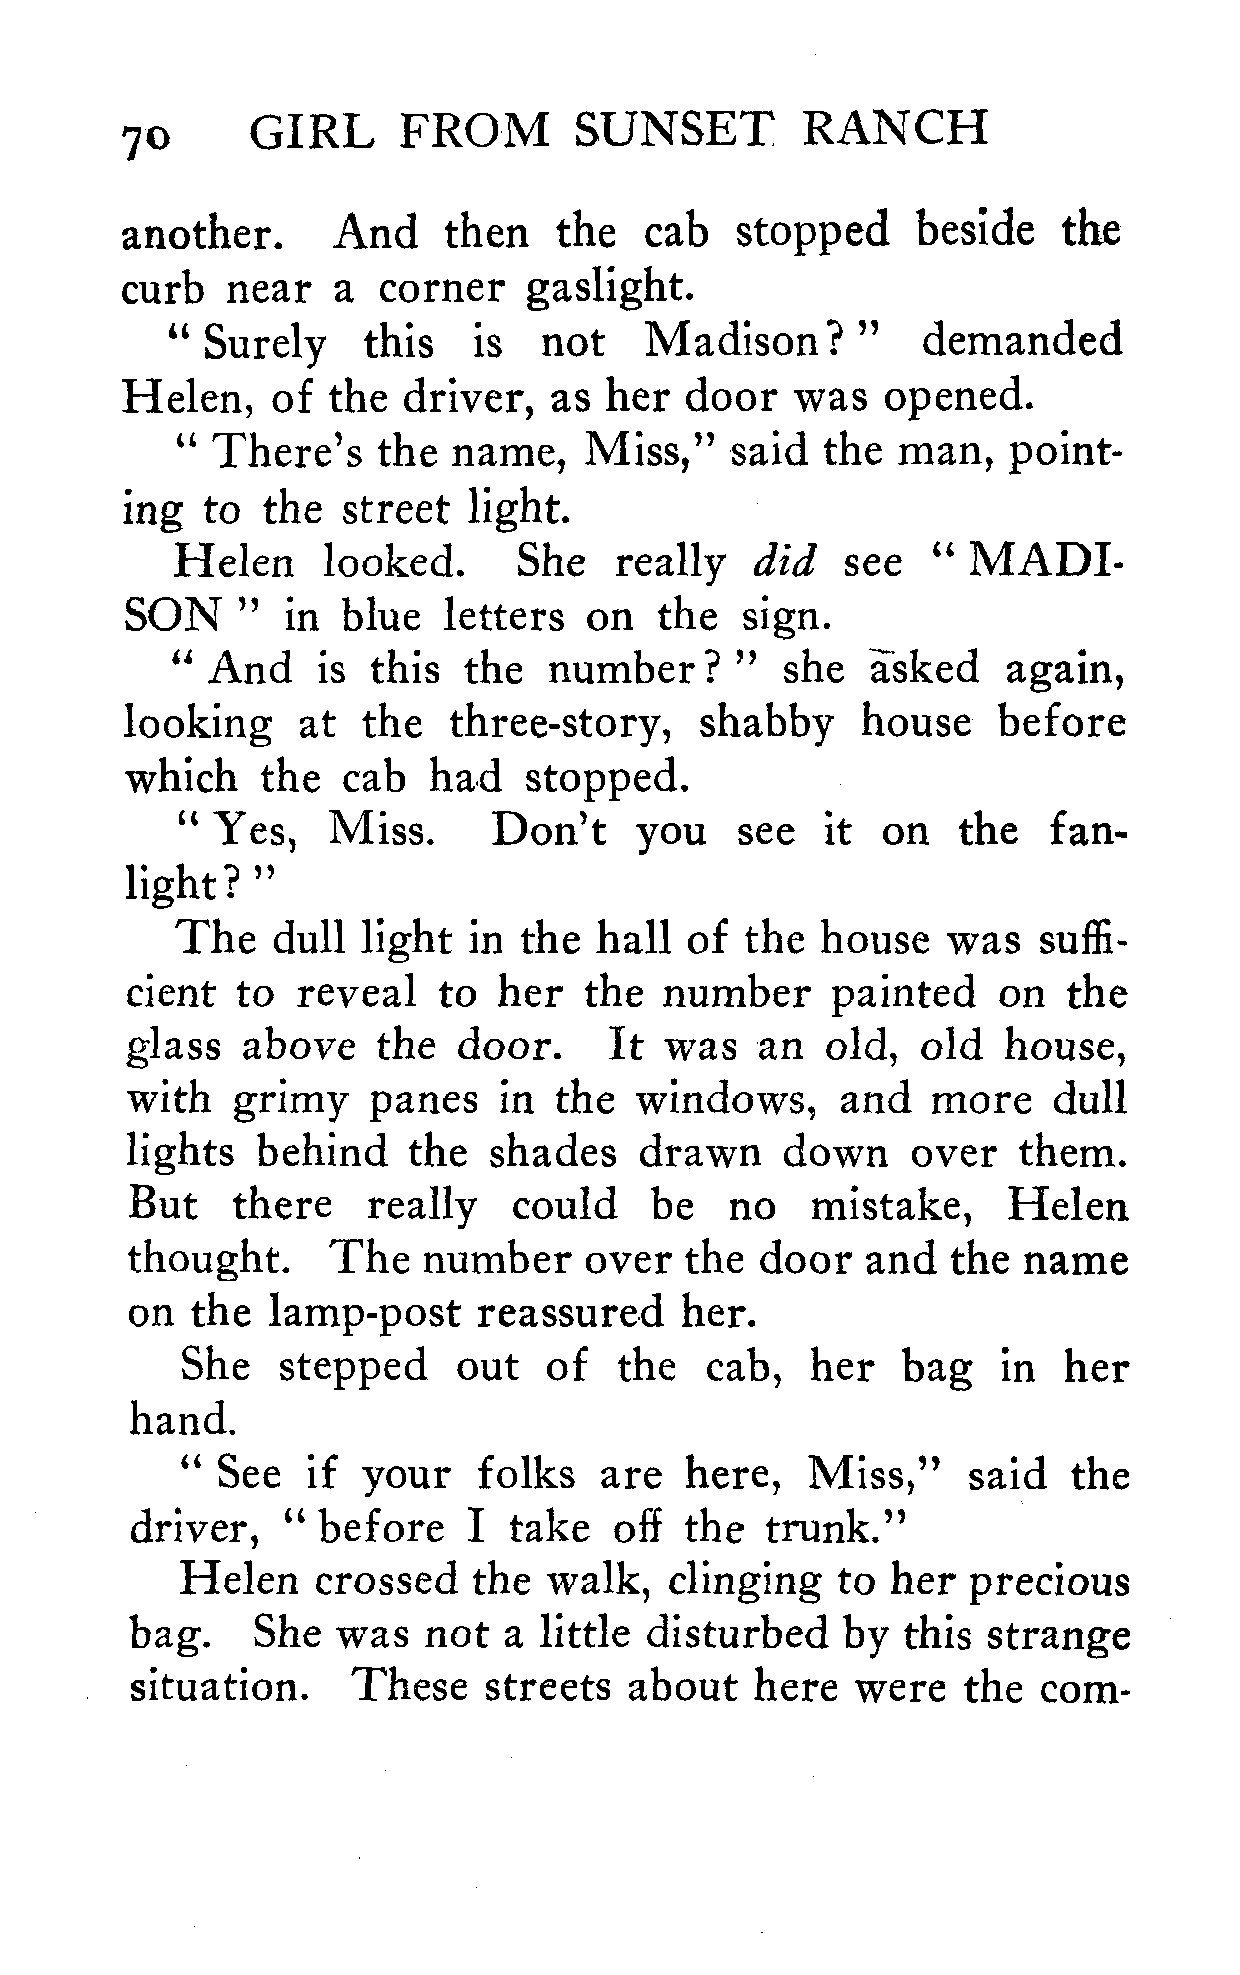 70 GIRL FROM SUNSET RANCH
another. And then the cab stopped beside the
curb near a corner gaslight.
“ Surely this is not Madison? ” demanded
Helen, of the driver, as her door was opened.
“ There’s the name, Miss,” said the man, point-
ing to the street light.
Helen looked. She really did see “ MADI-
SON ” in blue letters on the sign.
“ And is this the number? ” she asked again,
looking at the three-story, shabby house before
which the cab had stopped.
“ Yes, Miss. Don’t you see it on the fan-
light? ”
The dull light in the hall of the house was suffi-
cient to reveal to her the number painted on the
glass above the door. It was an old, old house,
with grimy panes in the windows, and more dull
lights behind the shades drawn down over them.
But there really could be no mistake, Helen
thought. The number over the door and the name
on the lamp-post reassured her.
She stepped out of the cab, her bag in her
hand.
“ See if your folks are here, Miss,” said the
driver, “ before I take off the trunk.”
Helen crossed the walk, clinging to her precious
bag. She was not a little disturbed by this strange
situation. These streets about here were the com-